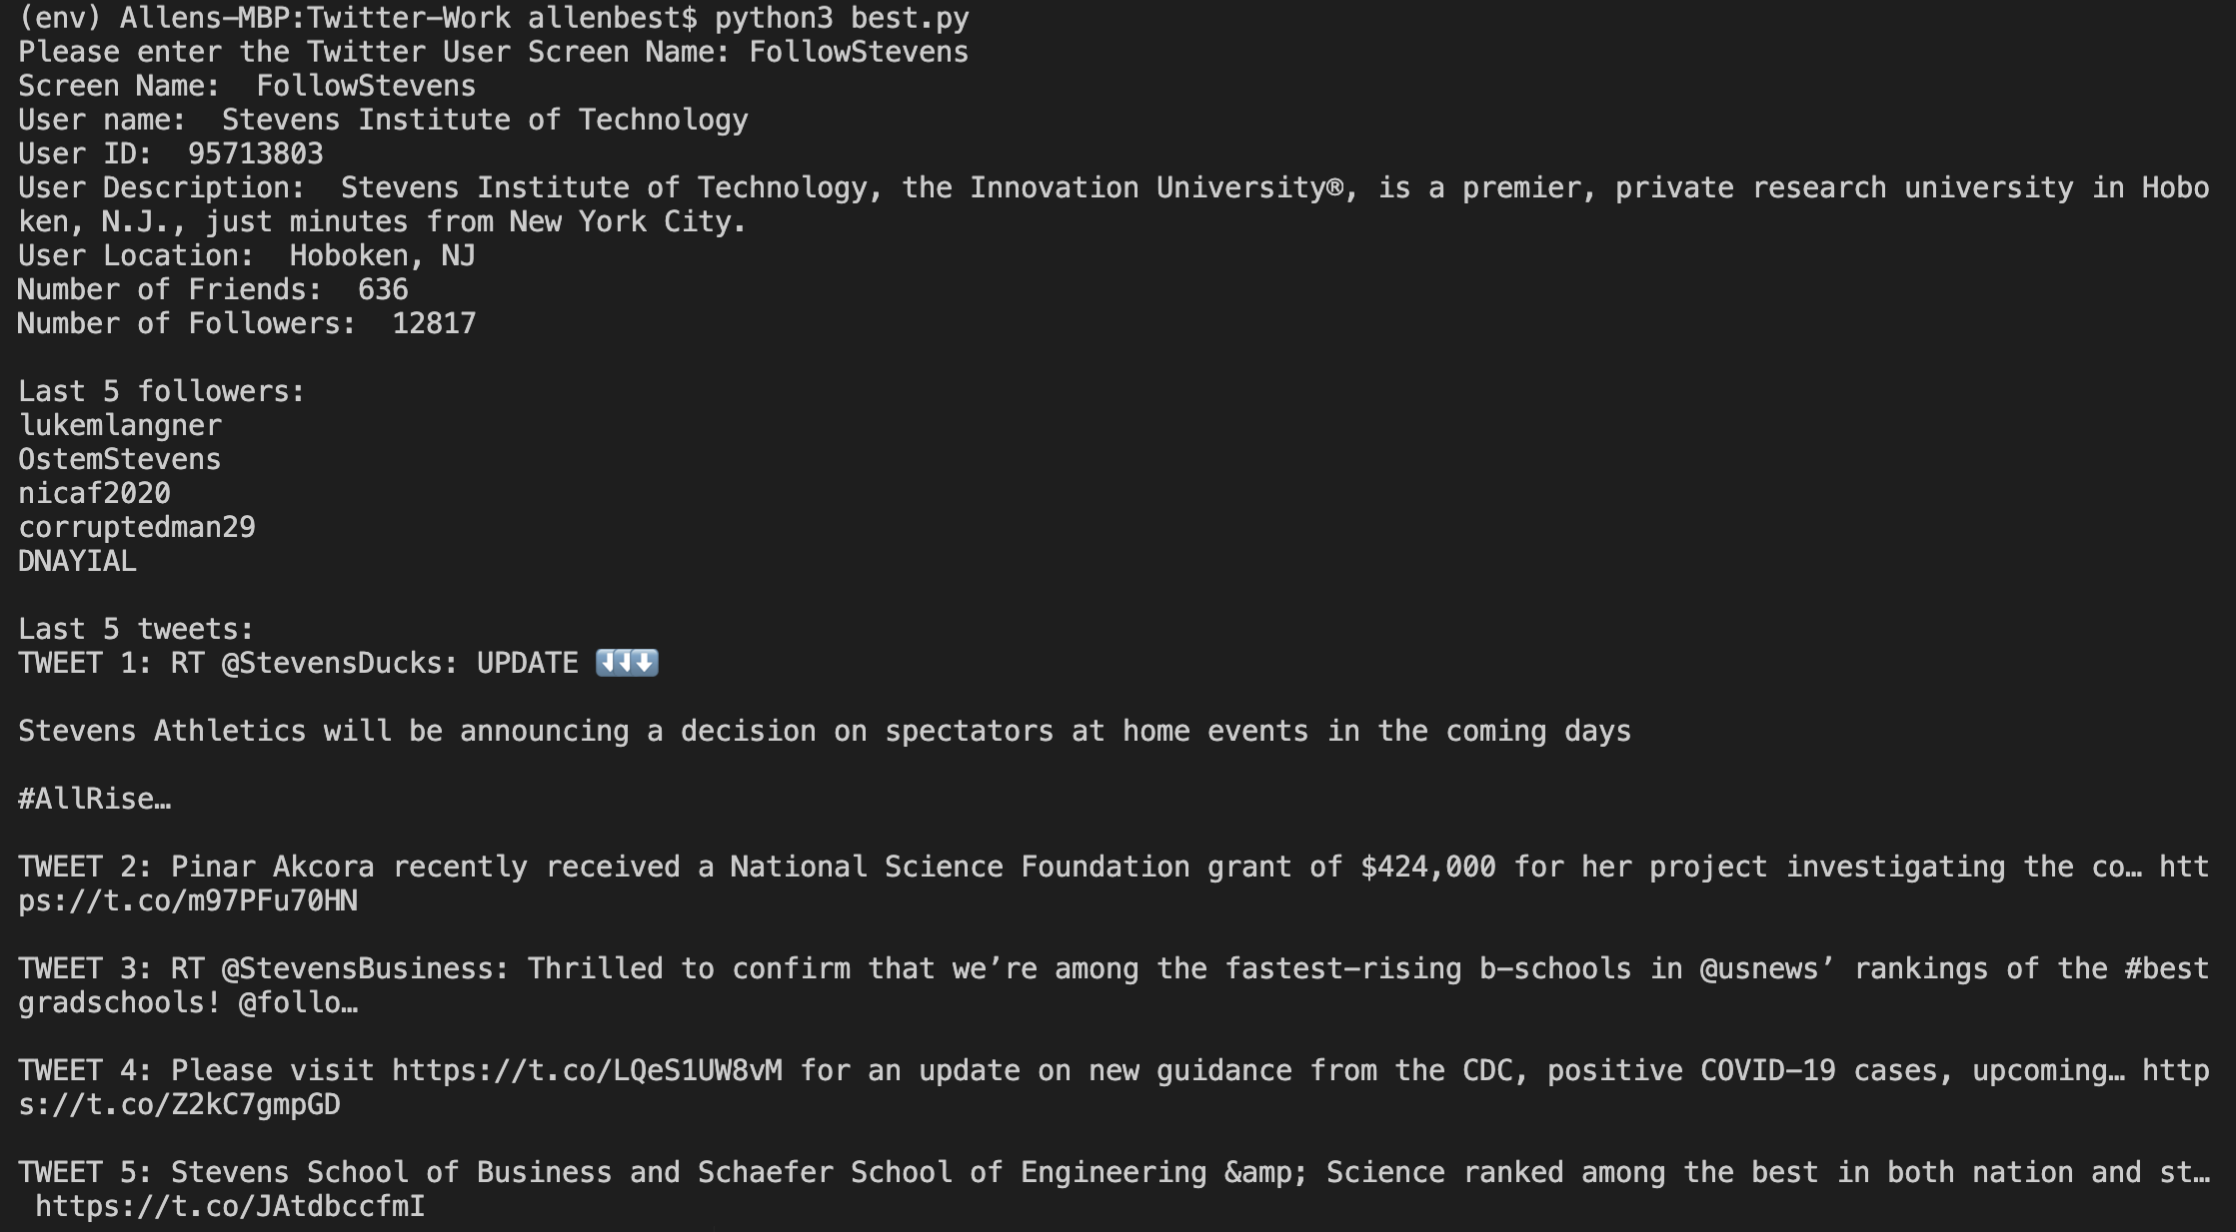 (env) Allens-MBP:Twitter-Work allenbest$ python3 best.py
Please enter the Twitter User Screen Name: FollowStevens
Screen Name:  FollowStevens
User name:  Stevens Institute of Technology
User ID:  95713803
User Description:  Stevens Institute of Technology, the Innovation University®, is a premier, private research university in Hobo
ken, N.J., just minutes from New York City.
User Location:  Hoboken, NJ
Number of Friends:  636
Number of Followers:  12817
Last 5 followers:
lukemlangner
OstemStevens
nicaf2020
corruptedman29
DNAYIAL
Last 5 tweets:
TWEET 1: RT @StevensDucks: UPDATE ⬇️⬇️⬇️
Stevens Athletics will be announcing a decision on spectators at home events in the coming days
#AllRise…
TWEET 2: Pinar Akcora recently received a National Science Foundation grant of $424,000 for her project investigating the co… htt
ps://t.co/m97PFu70HN
TWEET 3: RT @StevensBusiness: Thrilled to confirm that we’re among the fastest-rising b-schools in @usnews’ rankings of the #best
gradschools! @follo…
TWEET 4: Please visit https://t.co/LQeS1UW8vM for an update on new guidance from the CDC, positive COVID-19 cases, upcoming… http
s://t.co/Z2kC7gmpGD
TWEET 5: Stevens School of Business and Schaefer School of Engineering &amp; Science ranked among the best in both nation and st…
 https://t.co/JAtdbccfmI